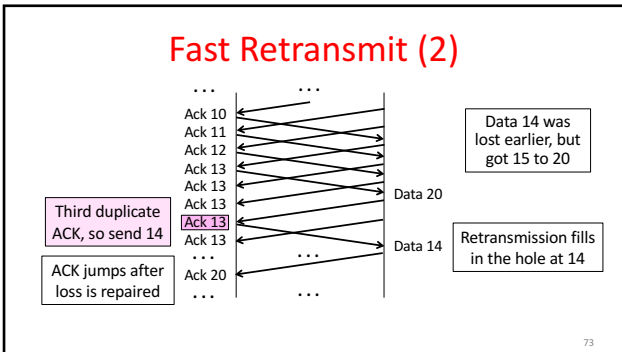 Fast Retransmit (2)
. . .
. . .
Ack 10
Ack 11
Ack 12
Ack 13
Ack 13
Ack 13
Ack 13
Ack 13
. . .
Ack 20
. . .
Third duplicate
ACK, so send 14
ACK jumps after
loss is repaired
Data 20
Data 14
. . .
. . .
Data 14 was
lost earlier, but
got 15 to 20
Retransmission fills
in the hole at 14
73